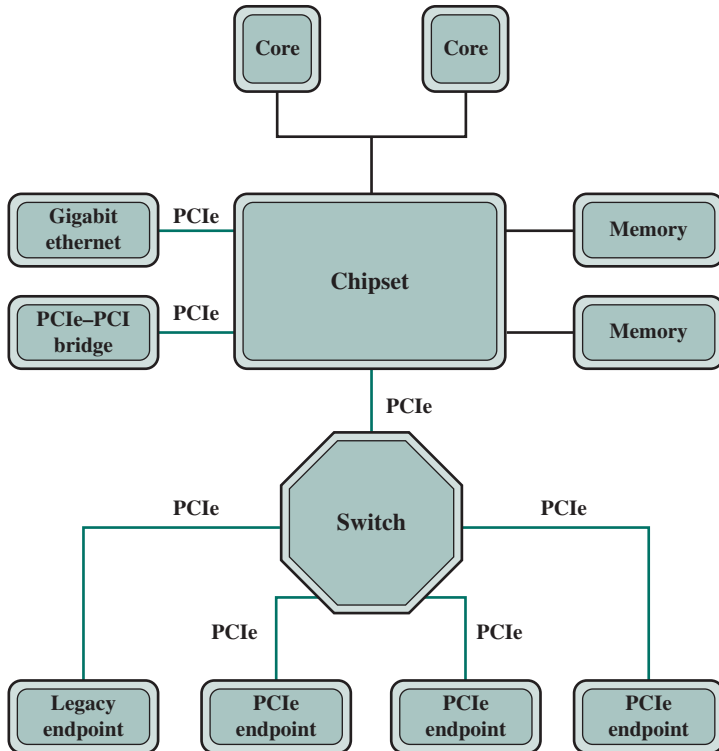 Core
Core
Gigabit
ethernet
PCIe
Chipset
Memory
PCIe–PCI
bridge
PCIe
Memory
PCIe
PCIe
Switch
PCIe
PCIe
PCIe
Legacy
endpoint
PCIe
endpoint
PCIe
endpoint
PCIe
endpoint